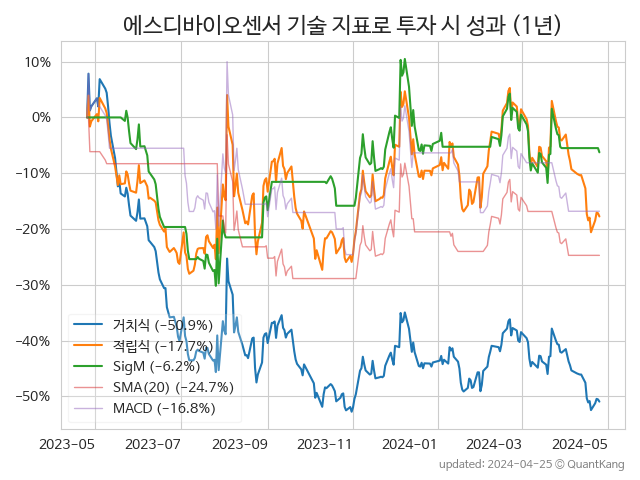 에스디바이오센서 기술 지표로 투자 시 성과 (1년)
10%
0%
−10%
−20%
−30%
−40%
−50%
거치식 (−50.9%)
적립식 (−17.7%)
SigM (−6.2%)
SMA(20) (−24.7%)
MACD (−16.8%)
2023−05
2023−07
2023−09
2023−11
2024−01
2024−03
2024−05
updated: 2024−04−25 © QuantKang